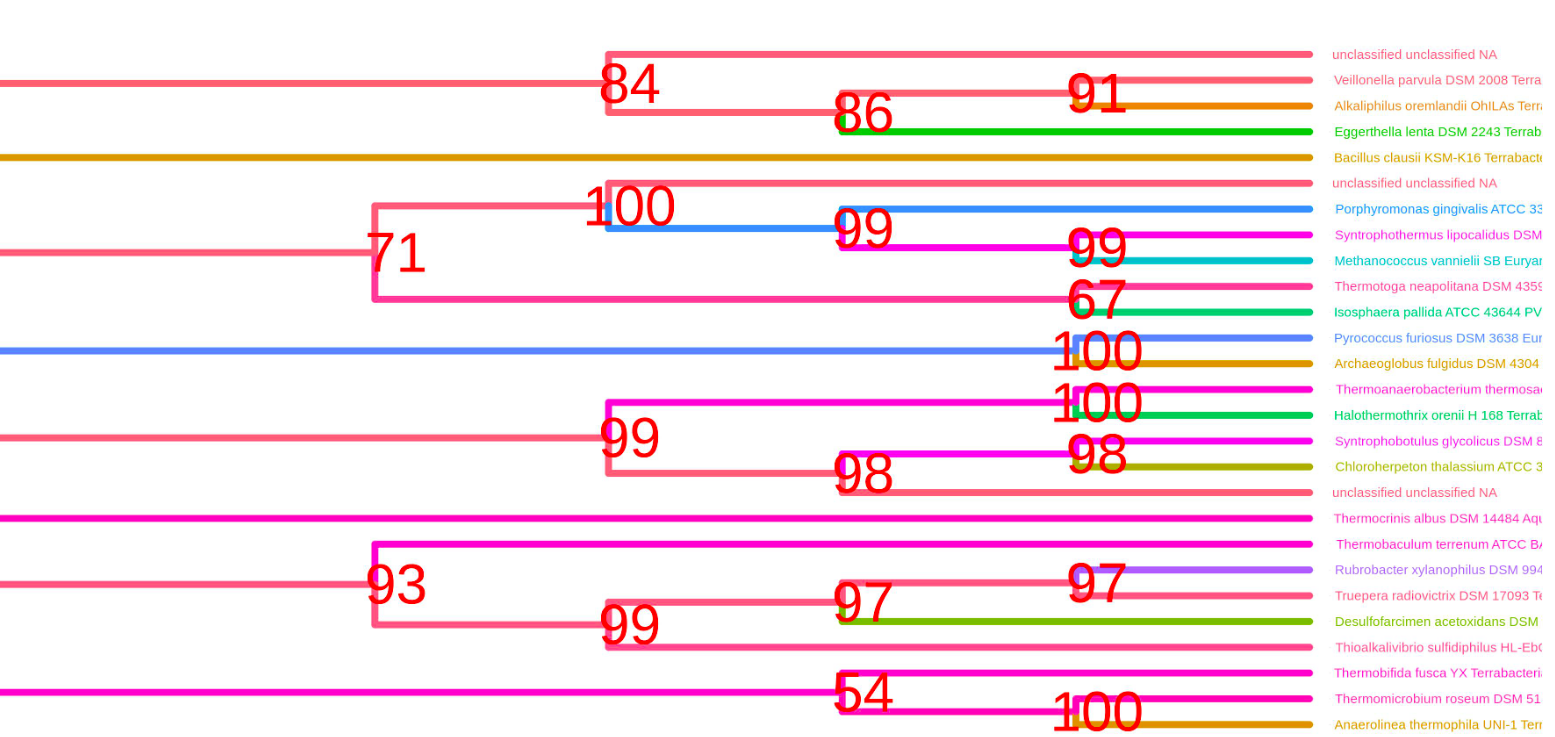 unclassified unclassified NA
84
Veillonella parvula DSM 2008 Terra
91
Alkaliphilus oremlandii OhILAs Terr
86
Eggerthella lenta DSM 2243 Terrab
Bacillus clausii KSM-K16 Terrabacte
unclassified unclassified NA
100
Porphyromonas gingivalis ATCC 33
99
Syntrophothermus lipocalidus DSM
99
71
Methanococcus vannielii SB Euryar
Thermotoga neapolitana DSM 4359
67
Isosphaera pallida ATCC 43644 PV
Pyrococcus furiosus DSM 3638 Eur
100
Archaeoglobus fulgidus DSM 4304
Thermoanaerobacterium thermosac
100
Halothermothrix orenii H 168 Terrab
99
Syntrophobotulus glycolicus DSM 8
98
Chloroherpeton thalassium ATCC 3
98
unclassified unclassified NA
Thermocrinis albus DSM 14484 Aqu
Thermobaculum terrenum ATCC BA
Rubrobacter xylanophilus DSM 994
97
93
Truepera radiovictrix DSM 17093 Te
97
Desulfofarcimen acetoxidans DSM
99
Thioalkalivibrio sulfidiphilus HL-EbG
Thermobifida fusca YX Terrabacteri
54
Thermomicrobium roseum DSM 51
100
Anaerolinea thermophila UNI-1 Terr